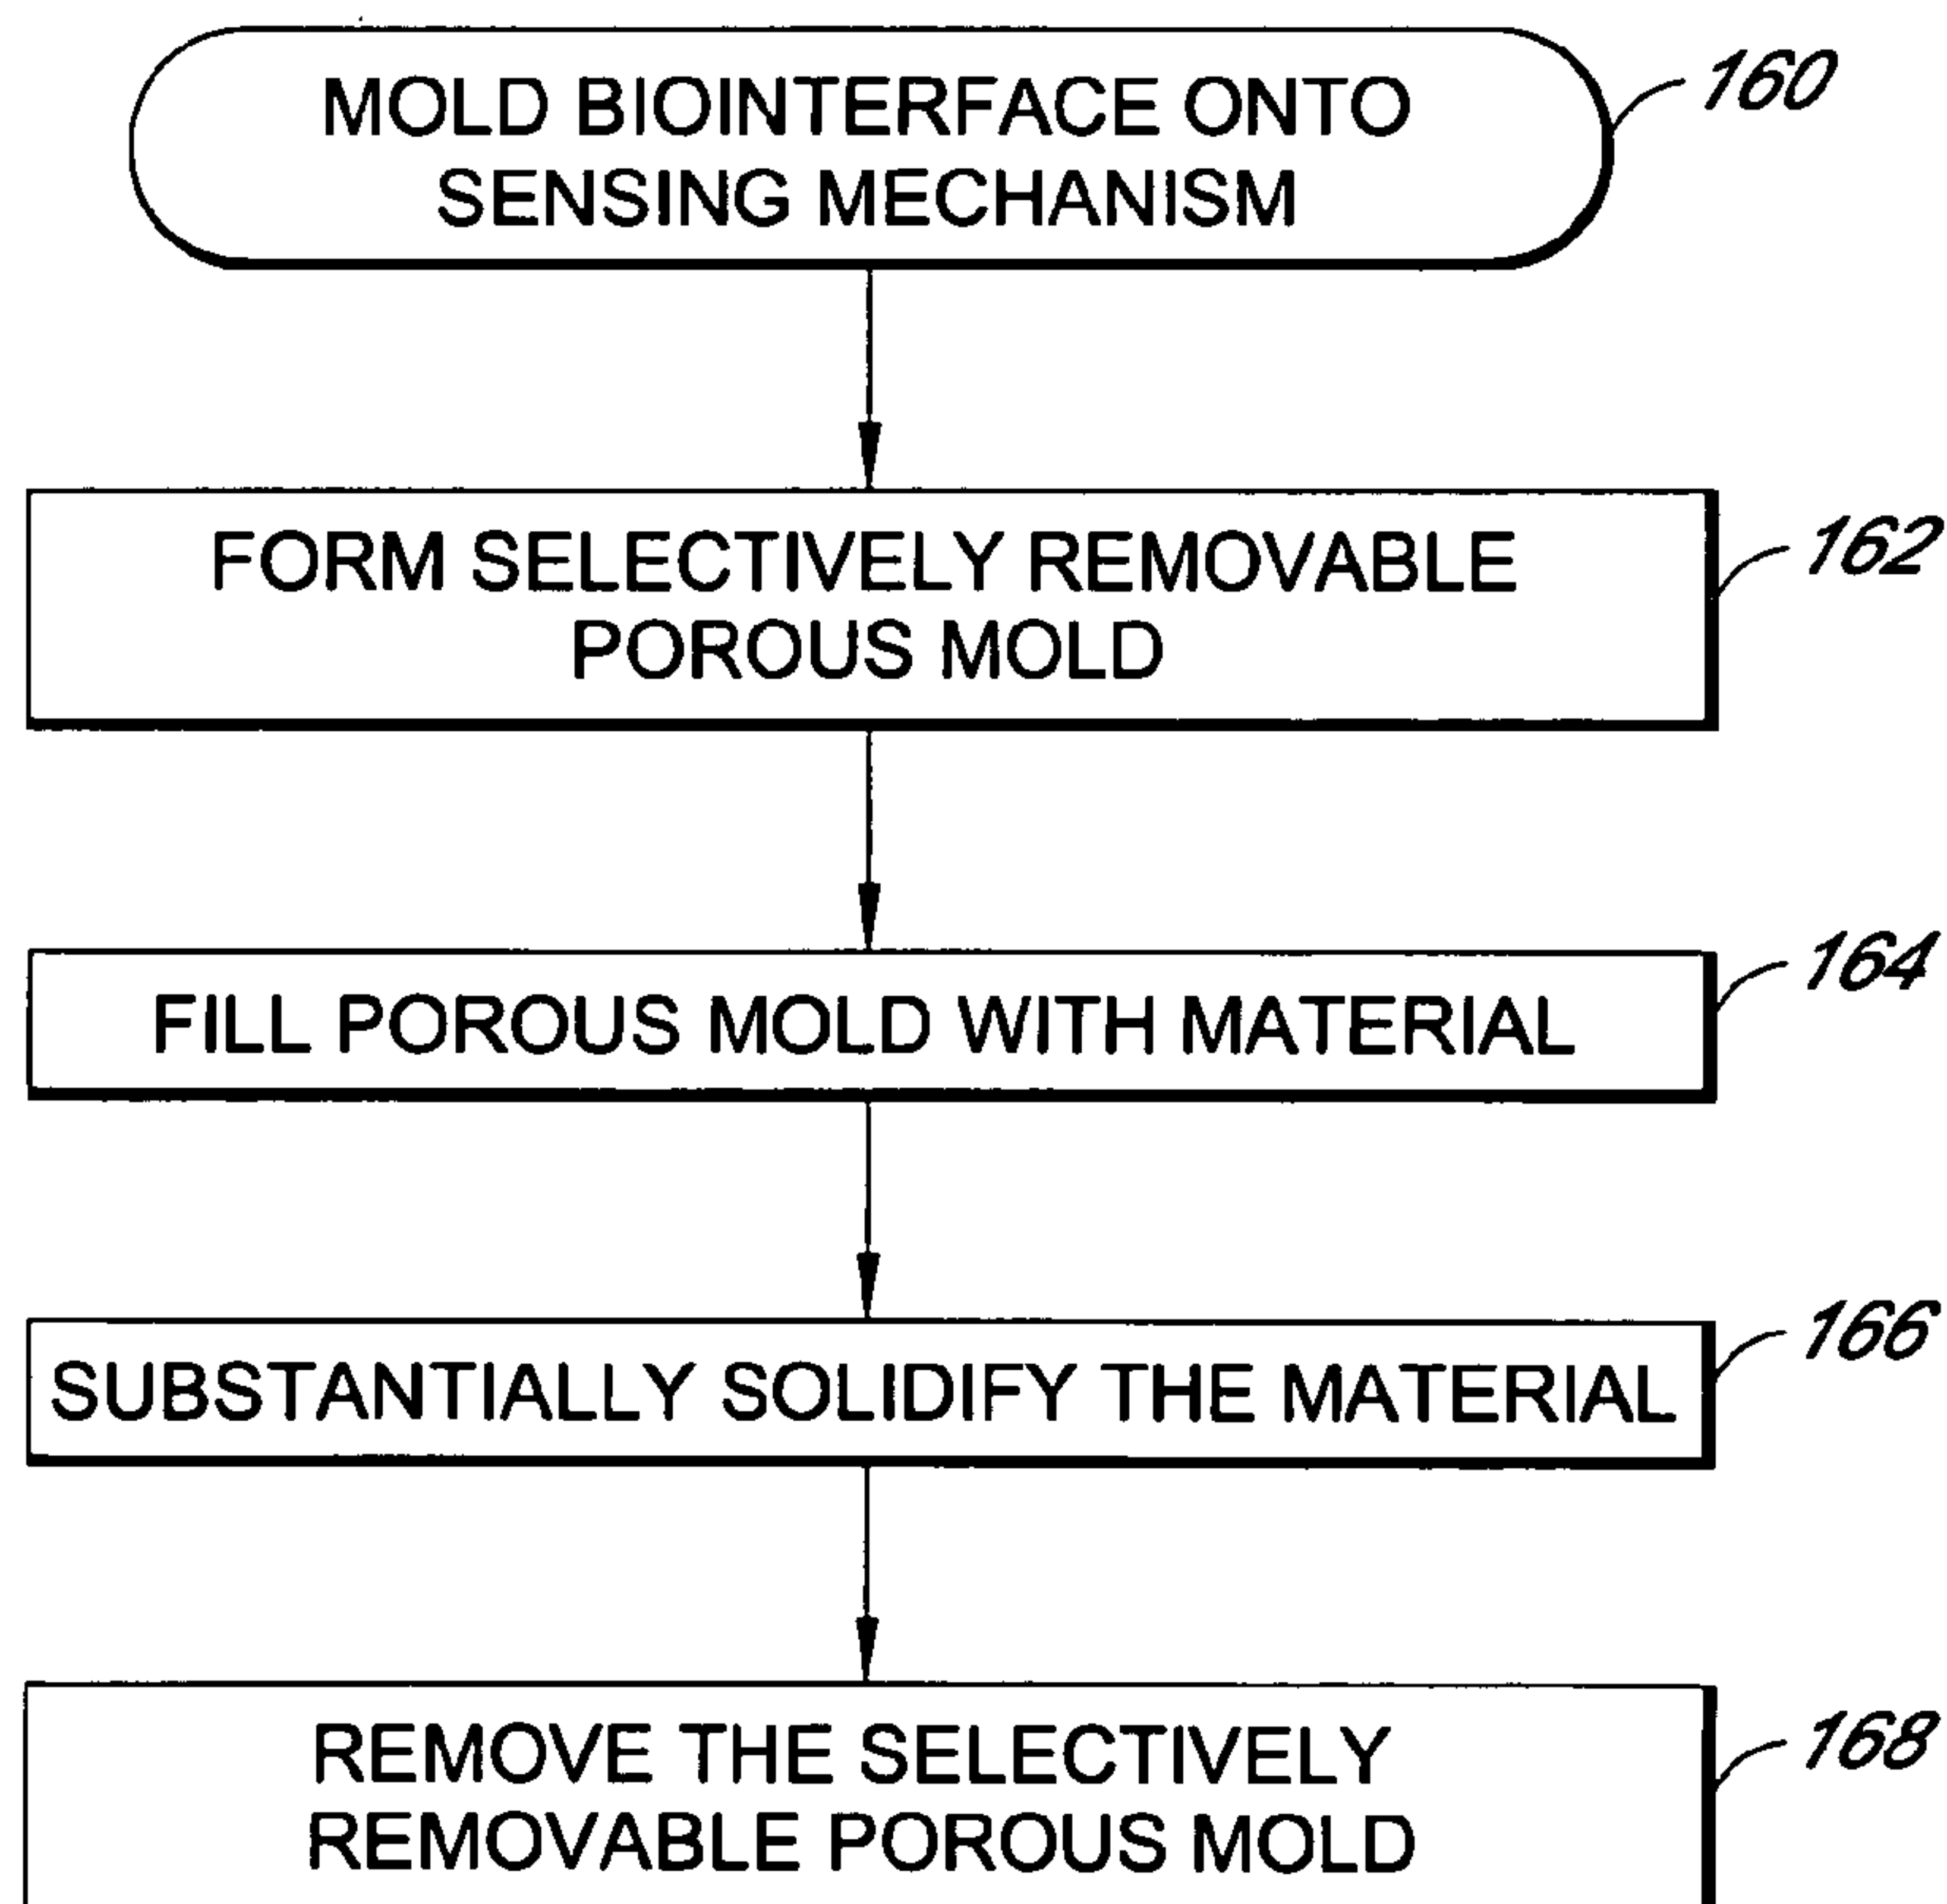 MOLD BIOINTERFACE ONTO
SENSING MECHANISM
160
FORM SELECTIVELY REMOVABLE
POROUS MOLD
162
FILL POROUS MOLD WITH MATERIAL
164
SUBSTANTIALLY SOLIDIFY THE MATERIAL
166
REMOVE THE SELECTIVELY
REMOVABLE POROUS MOLD
168